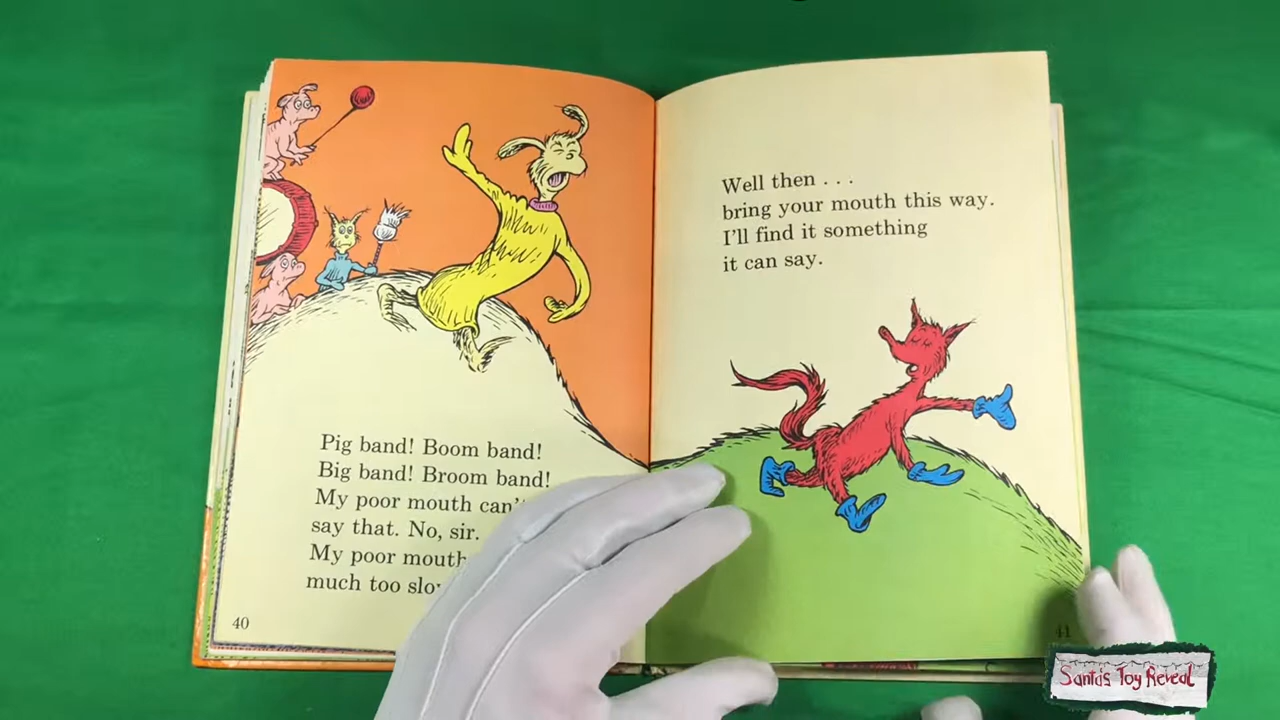 Pig band! Boom band!
Big band! Broom band!
My poor mouth can't
say that. No, sir.
My poor mouth
much too slow
40
Well then . . .
bring your mouth this way.
I'll find it something
it can say.
41
Santa's Toy Reveal